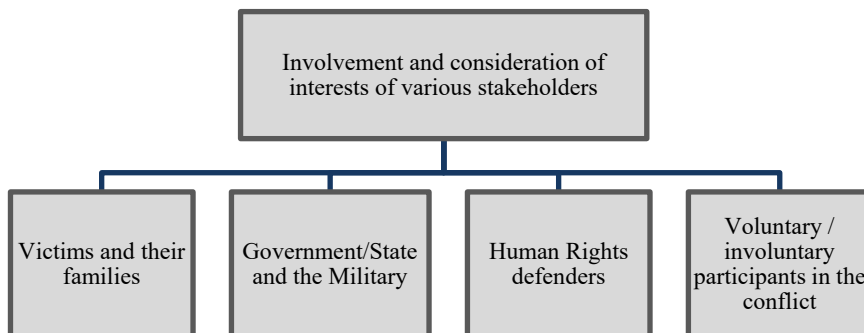 Involvement and consideration of
interests of various stakeholders
Victims and their
families
Government/State
and the Military
Human Rights
defenders
Voluntary /
involuntary
participants in the
conflict